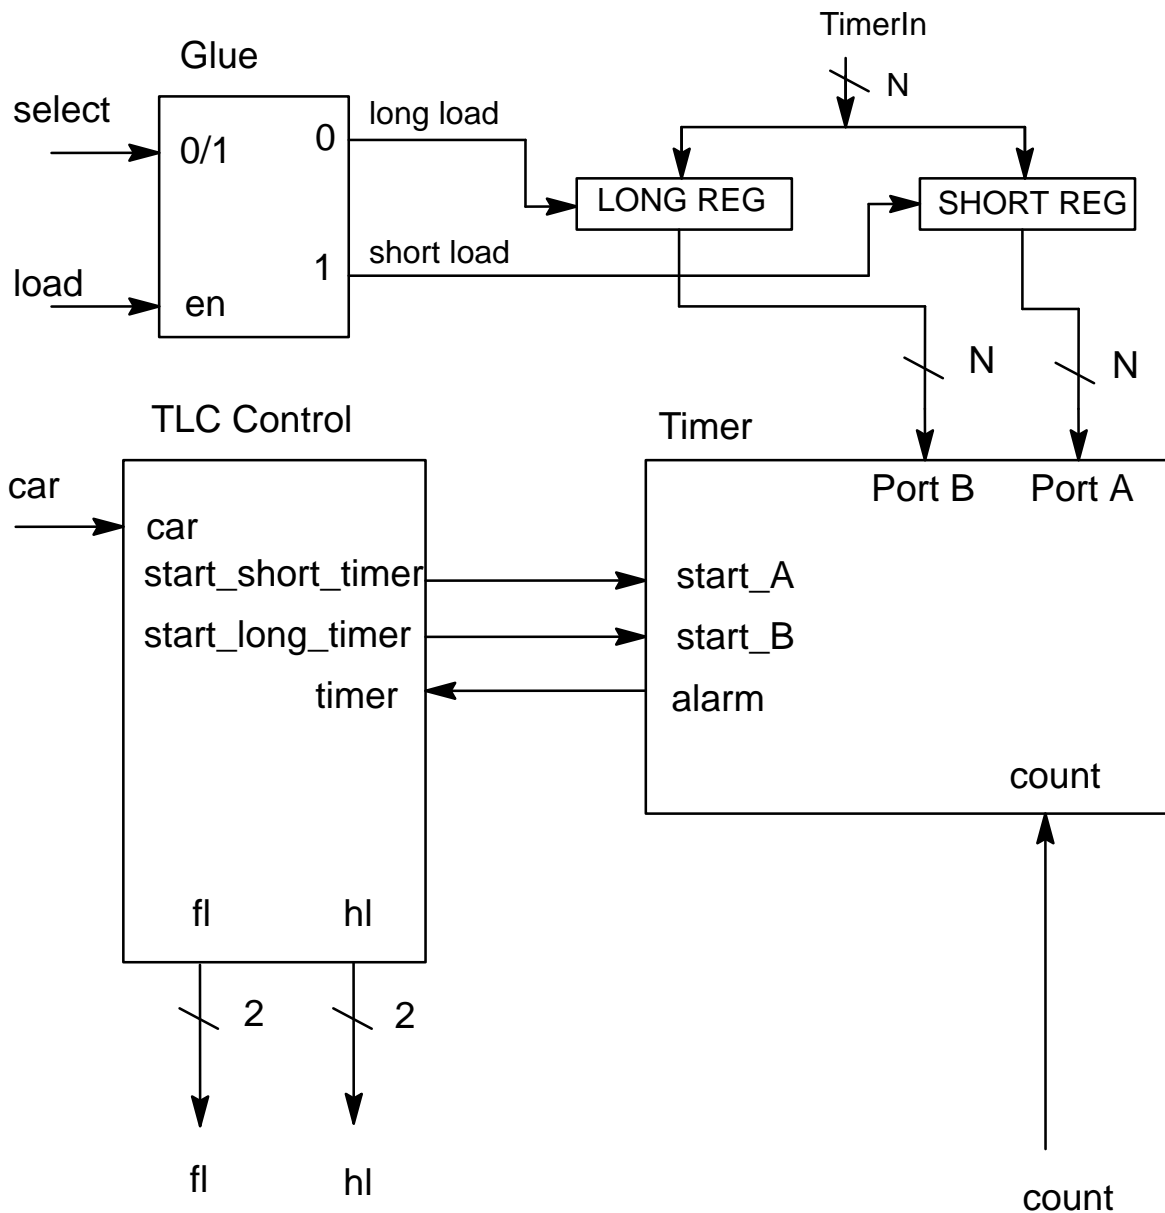 TimerIn
N
Glue
select
0/1
0
long load
LONG REG
SHORT REG
short load
1
load
en
N
N
TLC Control
Timer
car
Port B
Port A
car
start_short_timer
start_A
start_long_timer
start_B
timer
alarm
count
fl
hl
2
2
fl
hl
count